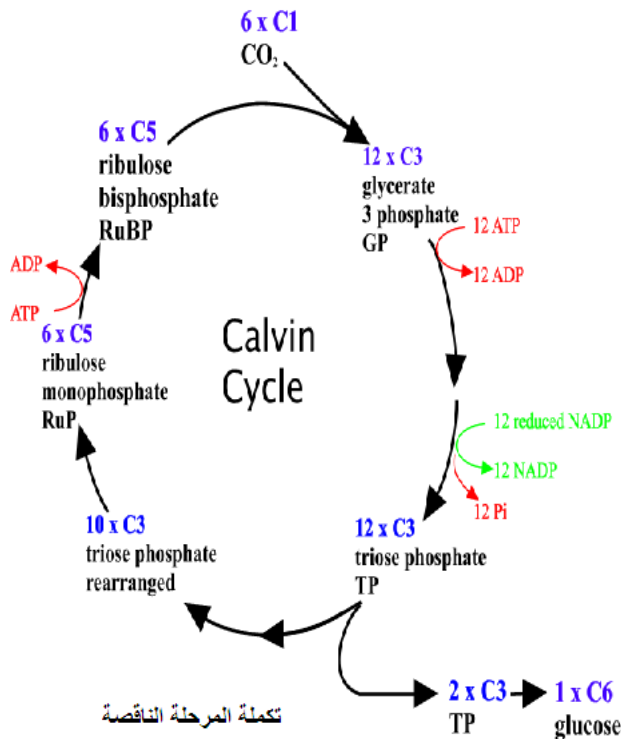 6 x C1
CO₂
6 x C5
ribulose
bisphosphate
RuBP
12 x C3
glycerate
3 phosphate
GP
12 ATP
12 ADP
ADP
ATP
6 x C5
ribulose
monophosphate
RuP
Calvin
Cycle
12 reduced NADP
12 NADP
12 Pi
10 x C3
triose phosphate
rearranged
12 x C3
triose phosphate
TP
2 x C3
TP
1 x C6
glucose
تكملة المرحلة الناقصة